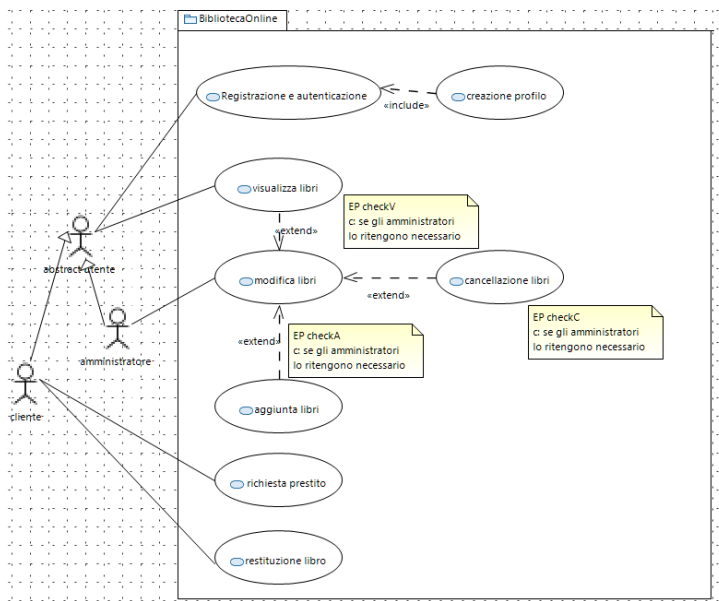 BibliotecaOnline
Registrazione e autenticazione
«include»
creazione profilo
visualizza libri
EP checkV
c: se gli amministratori
lo ritengono necessario
«extend»
abstract utente
modifica libri
«extend»
cancellazione libri
EP checkC
c: se gli amministratori
lo ritengono necessario
amministratore
«extend»
EP checkA
c: se gli amministratori
lo ritengono necessario
cliente
aggiunta libri
richiesta prestito
restituzione libro